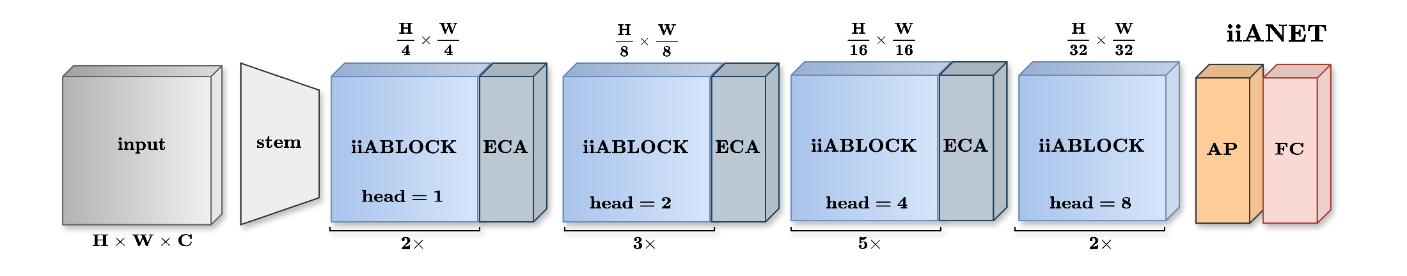 H/4 × W/4
H/8 × W/8
H/16 × W/16
H/32 × W/32
iiANET
input
stem
iiABLOCK
head = 1
ECA
iiABLOCK
head = 2
ECA
iiABLOCK
head = 4
ECA
iiABLOCK
head = 8
AP
FC
H × W × C
2×
3×
5×
2×